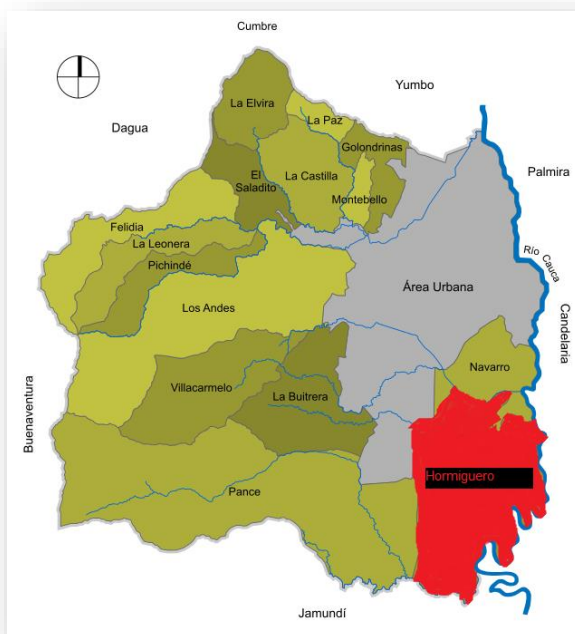 Cumbre
Yumbo
Dagua
Palmira
La Elvira
La Paz
Golondrinas
El
Saladito
La Castilla
Montebello
Felidia
La Leonera
Pichindé
Río Cauca
Área Urbana
Candelaria
Los Andes
Navarro
Villacarmelo
La Buitrera
Buenaventura
Hormiguero
Pance
Jamundí